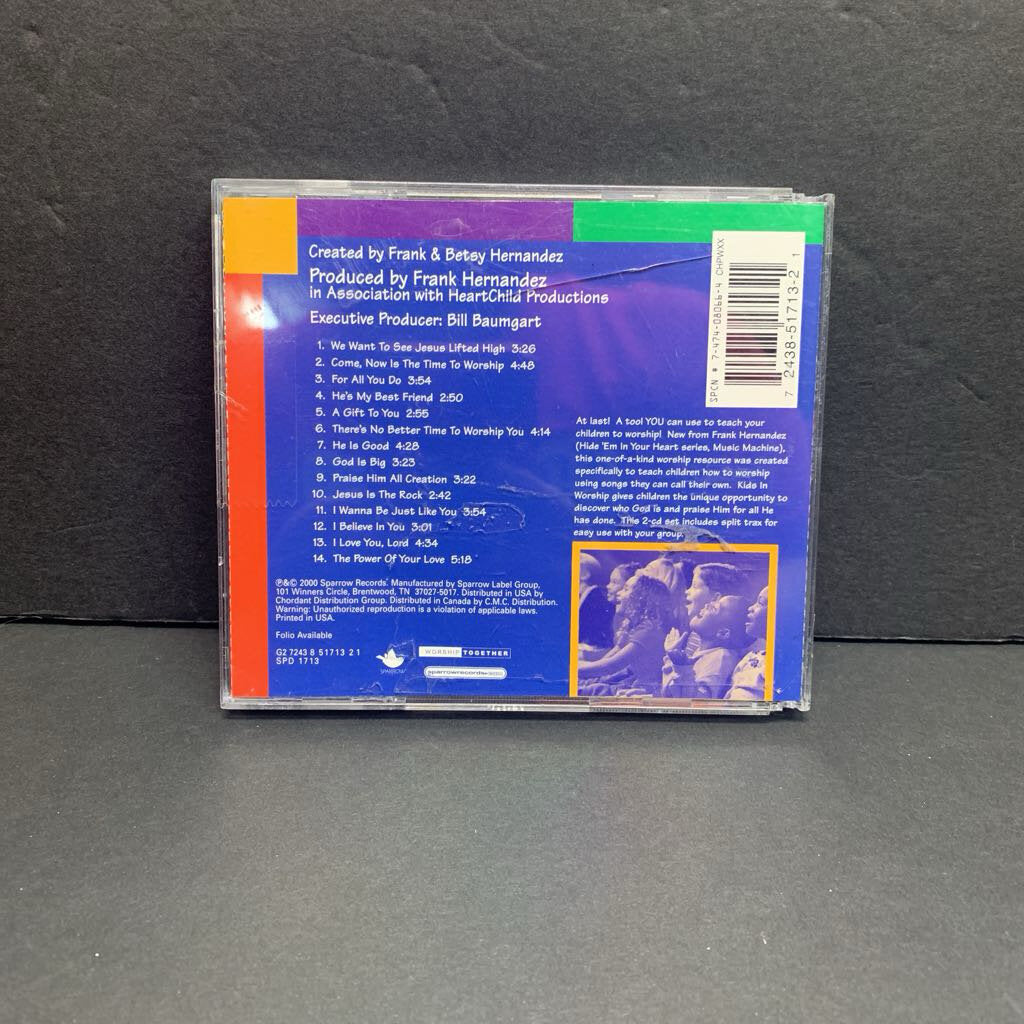 Created by Frank & Betsy Hernandez
Produced by Frank Hernandez
in Association with HeartChild Productions
Executive Producer: Bill Baumgart
1. We Want To See Jesus Lifted High 3:26
2. Come, Now Is The Time To Worship 4:48
3. For All You Do 3:54
4. He's My Best Friend 2:50
5. A Gift To You 2:55
6. There's No Better Time To Worship You 4:14
7. He Is Good 4:28
8. God Is Big 3:23
9. Praise Him All Creation 3:22
10. Jesus Is The Rock 2:42
11. I Wanna Be Just Like You 3:54
12. I Believe In You 3:01
13. I Love You, Lord 4:34
14. The Power Of Your Love 5:18
℗&© 2000 Sparrow Records. Manufactured by Sparrow Label Group,
101 Winners Circle, Brentwood, TN 37027-5017. Distributed in USA by
Chordant Distribution Group. Distributed in Canada by C.M.C. Distribution.
Warning: Unauthorized reproduction is a violation of applicable laws.
Printed in USA.
Folio Available
G2 7243 8 51713 2 1
SPD 1713
SPARROW
WORSHIP TOGETHER
sparrowrecords
SPCN # 7-474-08066-4 CHPWXX
7 2438-51713-2 1
At last! A tool YOU can use to teach your
children to worship! New from Frank Hernandez
(Hide 'Em In Your Heart series, Music Machine),
this one-of-a-kind worship resource was created
specifically to teach children how to worship
using songs they can call their own. Kids In
Worship gives children the unique opportunity to
discover who God is and praise Him for all He
has done. This 2-cd set includes split trax for
easy use with your group.